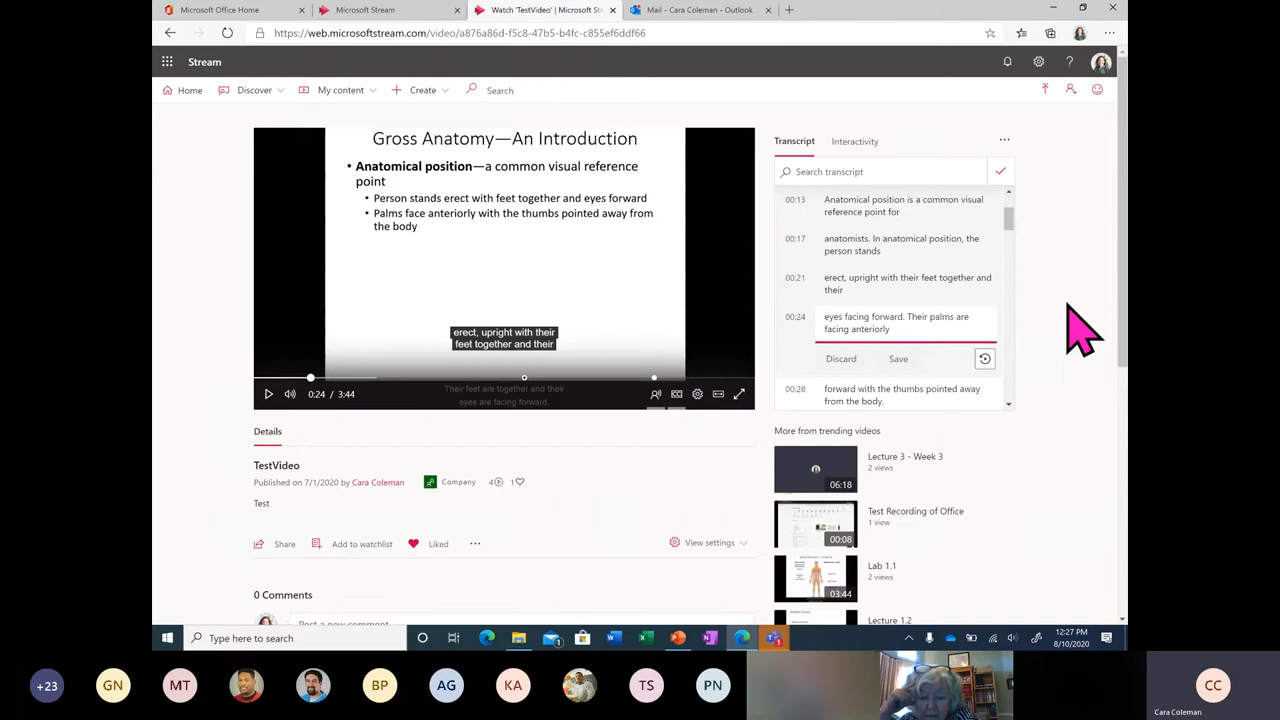 Microsoft Office Home
Microsoft Stream
Watch 'TestVideo' | Microsoft St
Mail - Cara Coleman - Outlook
https://web.microsoftstream.com/video/a876a86d-f5c8-47b5-b4fc-c855ef6ddf66
Stream
Home
Discover
My content
Create
Search
Gross Anatomy—An Introduction
• Anatomical position—a common visual reference
point
• Person stands erect with feet together and eyes forward
• Palms face anteriorly with the thumbs pointed away from
the body
erect, upright with their
feet together and their
Their feet are together and their
eyes are facing forward.
0:24 / 3:44
Transcript
Interactivity
Search transcript
00:13
Anatomical position is a common visual
reference point for
00:17
anatomists. In anatomical position, the
person stands
00:21
erect, upright with their feet together and
their
00:24
eyes facing forward. Their palms are
facing anteriorly
Discard
Save
00:28
forward with the thumbs pointed away
from the body.
Details
TestVideo
Published on 7/1/2020 by Cara Coleman
Company
4
1
Test
Share
Add to watchlist
Liked
View settings
0 Comments
Post a new comment
More from trending videos
Lecture 3 - Week 3
2 views
06:18
Test Recording of Office
1 view
00:08
Lab 1.1
2 views
03:44
Lecture 1.2
Type here to search
12:27 PM
8/10/2020
+23
GN
MT
BP
AG
KA
TS
PN
CC
Cara Coleman